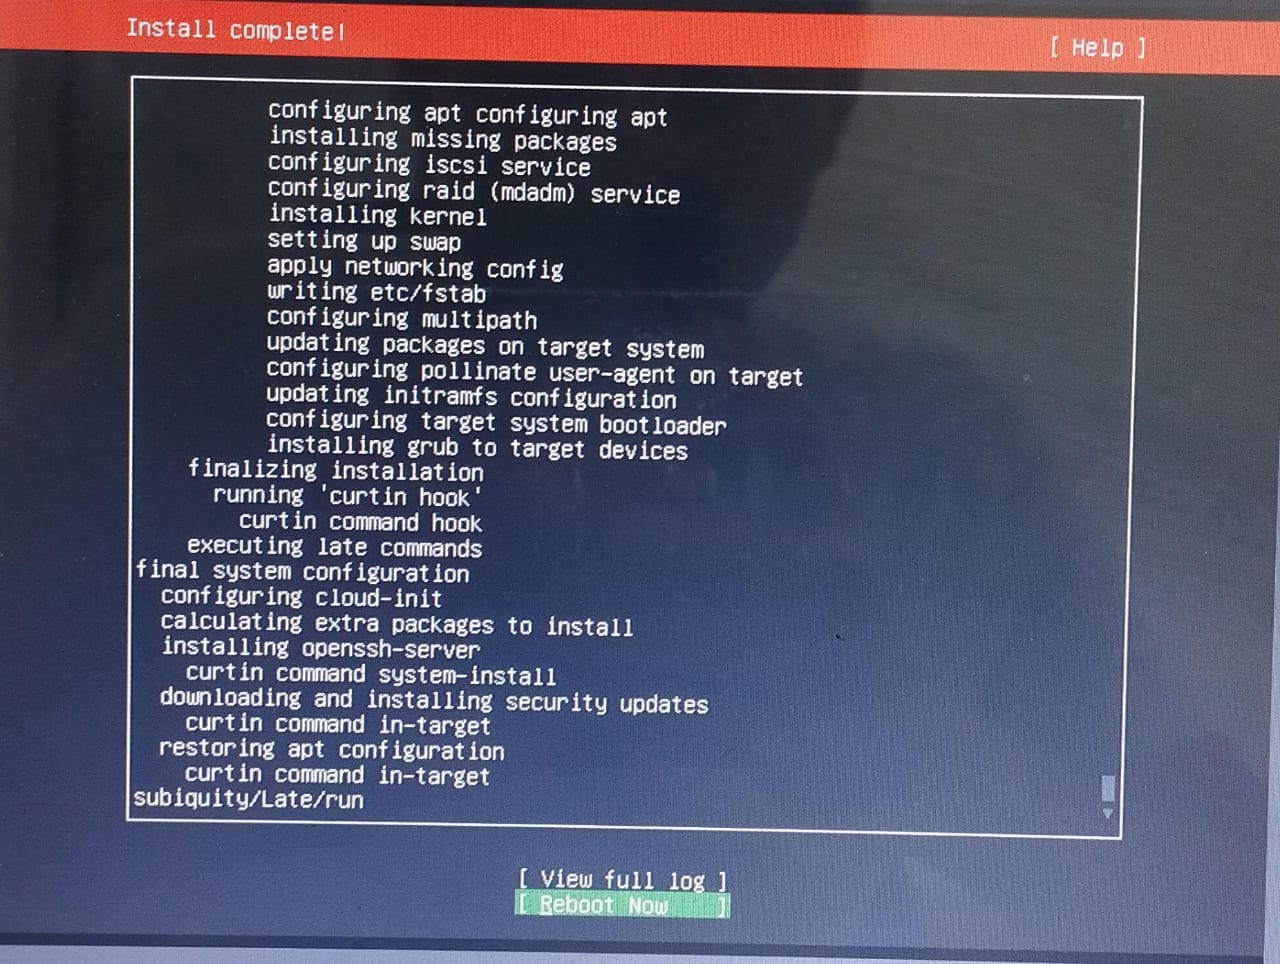 Install complete!
[ Help ]
configuring apt configuring apt
installing missing packages
configuring iscsi service
configuring raid (mdadm) service
installing kernel
setting up swap
apply networking config
writing etc/fstab
configuring multipath
updating packages on target system
configuring pollinate user-agent on target
updating initramfs configuration
configuring target system bootloader
installing grub to target devices
finalizing installation
running 'curtin hook'
curtin command hook
executing late commands
final system configuration
configuring cloud-init
calculating extra packages to install
installing openssh-server
curtin command system-install
downloading and installing security updates
curtin command in-target
restoring apt configuration
curtin command in-target
subiquity/Late/run
[ View full log ]
[ Reboot Now ]